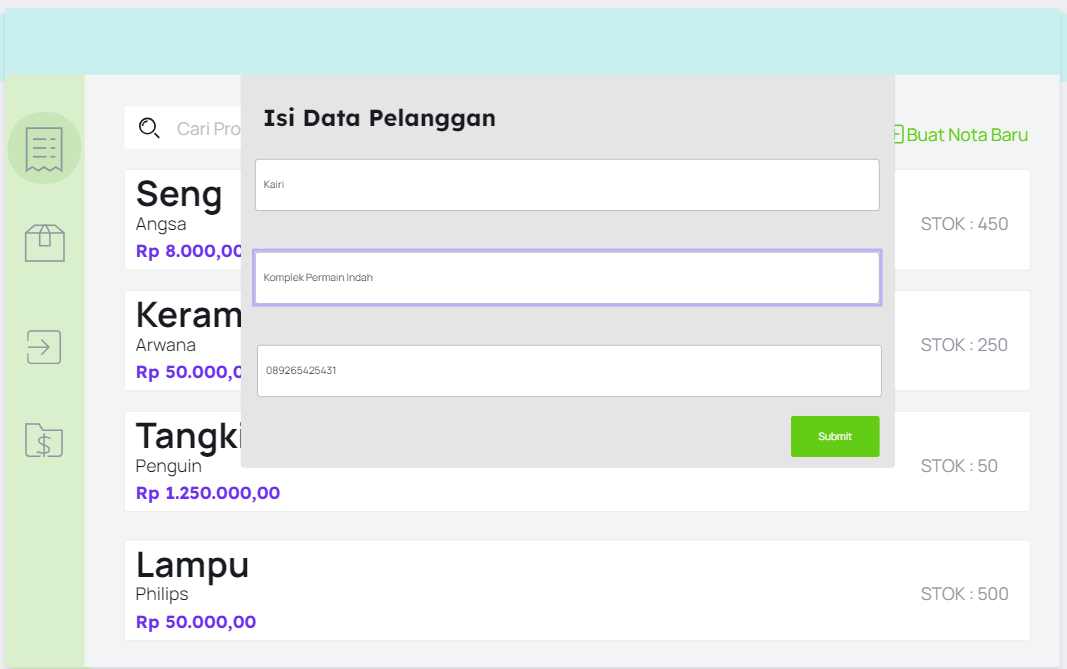 Isi Data Pelanggan
Cari Pro
Buat Nota Baru
Kairi
Seng
Angsa
Rp 8.000,00
STOK : 450
Komplek Permain Indah
Keram
Arwana
Rp 50.000,0
STOK : 250
089265425431
Submit
Tangki
Penguin
Rp 1.250.000,00
STOK : 50
Lampu
Philips
Rp 50.000,00
STOK : 500